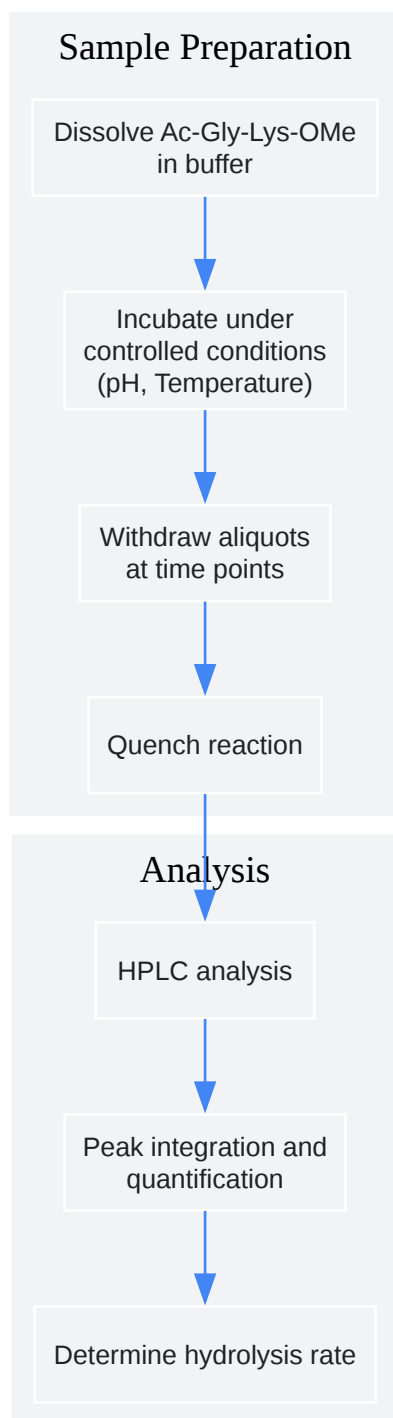 Sample Preparation
Dissolve Ac-Gly-Lys-OMe
in buffer
Incubate under
controlled conditions
(pH, Temperature)
Withdraw aliquots
at time points
Quench reaction
Analysis
HPLC analysis
Peak integration and
quantification
Determine hydrolysis rate